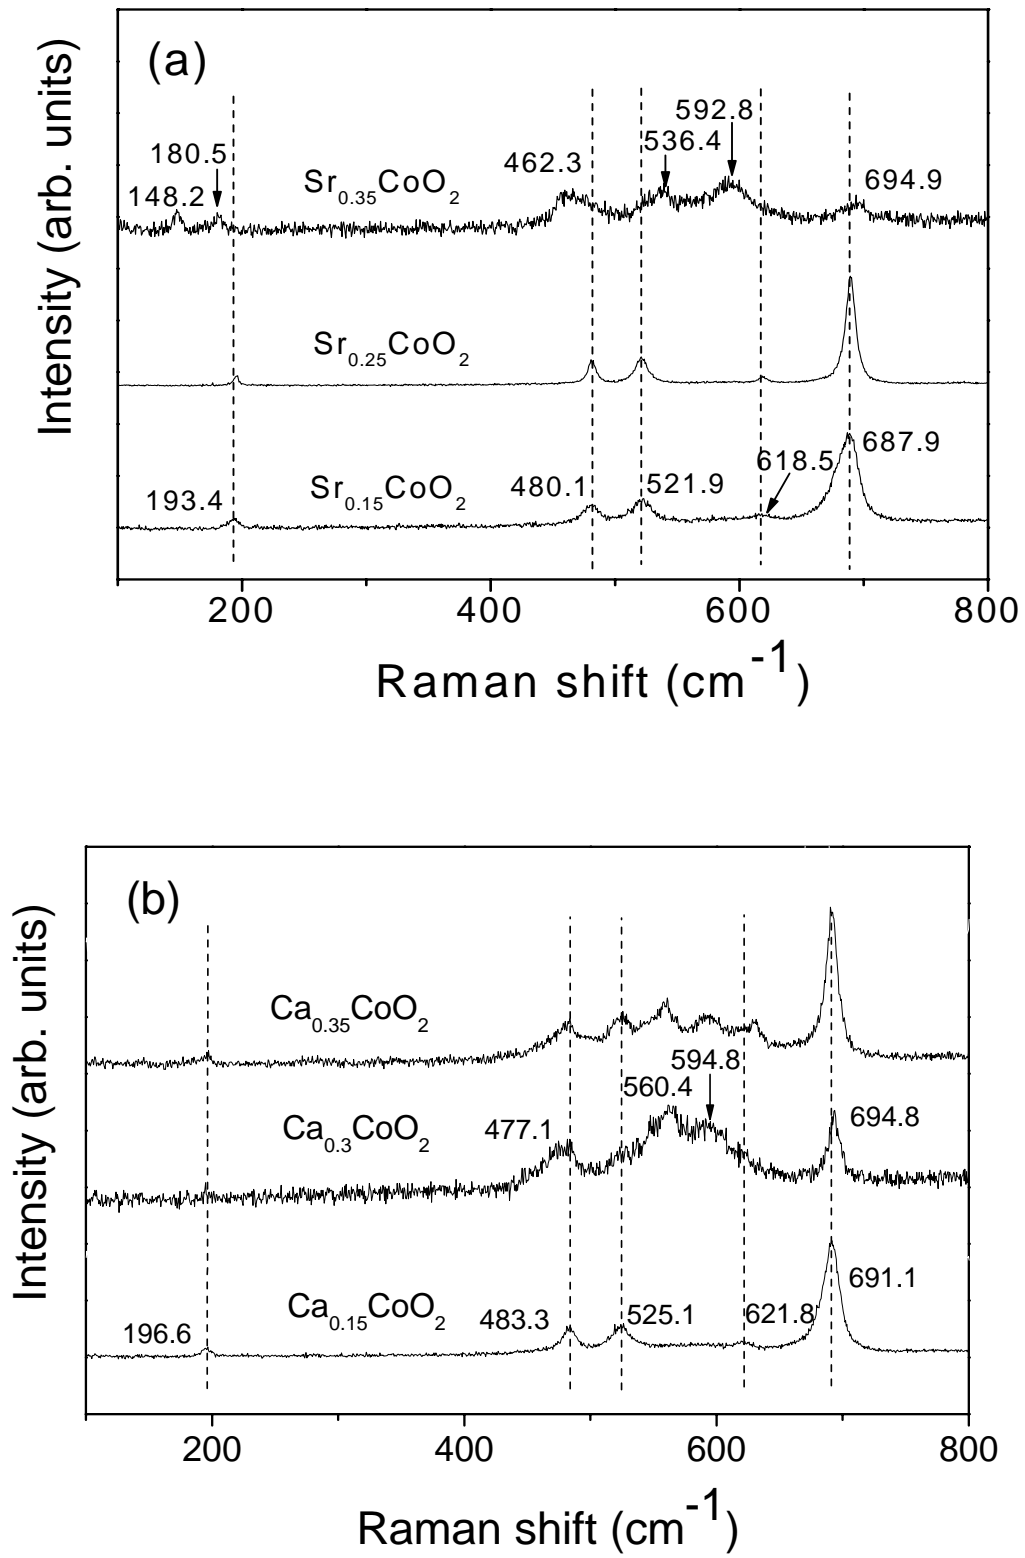 (a)
Intensity (arb. units)
592.8
536.4
180.5
462.3
148.2
Sr0.35CoO2
694.9
Sr0.25CoO2
687.9
618.5
193.4
Sr0.15CoO2
480.1
521.9
200 400 600 800
Raman shift (cm-1)
(b)
Intensity (arb. units)
Ca0.35CoO2
594.8
560.4
477.1
Ca0.3CoO2
694.8
691.1
196.6
Ca0.15CoO2
483.3
525.1
621.8
200 400 600 800
Raman shift (cm-1)